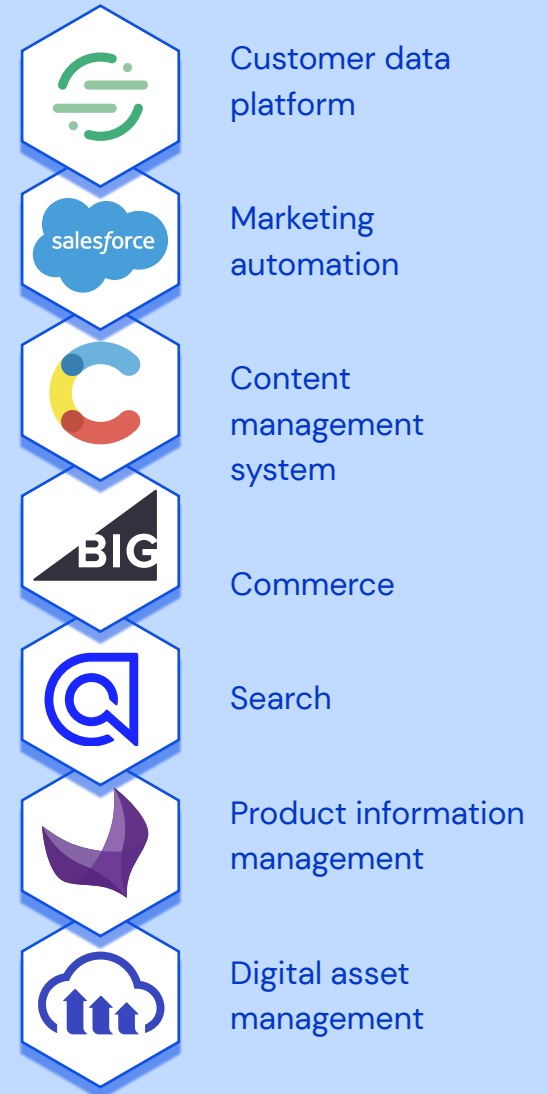 Customer data
platform
salesforce
Marketing
automation
Content
management
system
BIG
Commerce
Search
Product information
management
Digital asset
management